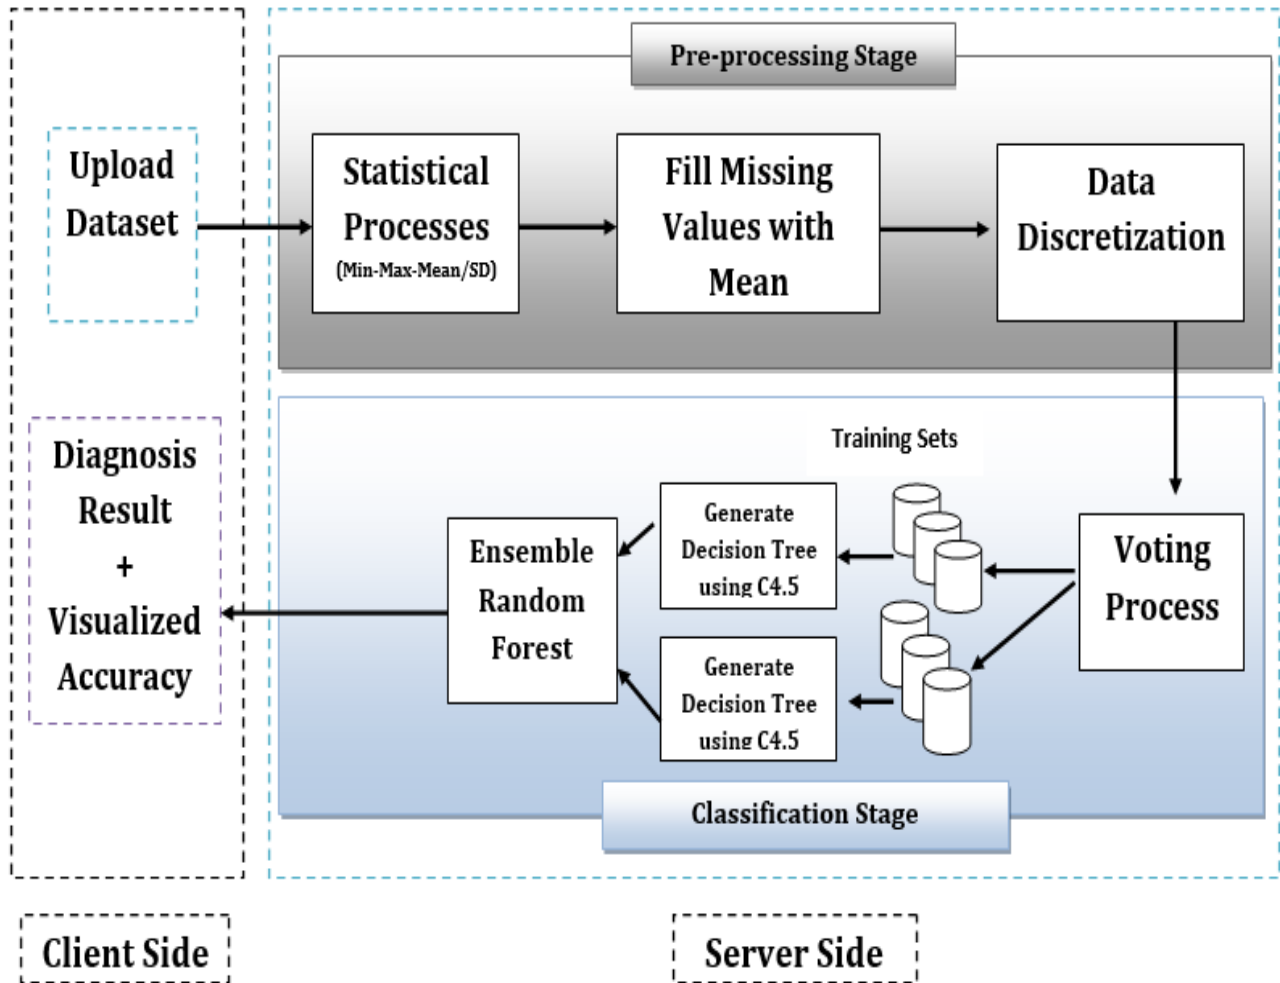 Pre-processing Stage
Upload
Dataset
Statistical
Processes
(Min-Max-Mean/SD)
Fill Missing
Values with
Mean
Data
Discretization
Diagnosis
Result
+
Visualized
Accuracy
Ensemble
Random
Forest
Generate
Decision Tree
using C4.5
Generate
Decision Tree
using C4.5
Training Sets
Voting
Process
Classification Stage
Client Side
Server Side